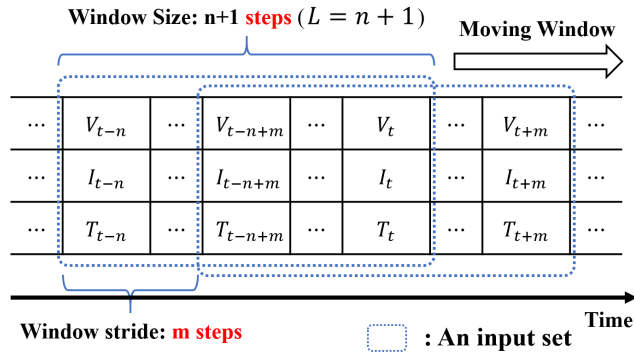 Window Size: n+1 steps (L = n + 1)
Moving Window
... V_{t-n} ... V_{t-n+m} ... V_t ... V_{t+m} ...
... I_{t-n} ... I_{t-n+m} ... I_t ... I_{t+m} ...
... T_{t-n} ... T_{t-n+m} ... T_t ... T_{t+m} ...
Time
Window stride: m steps
: An input set